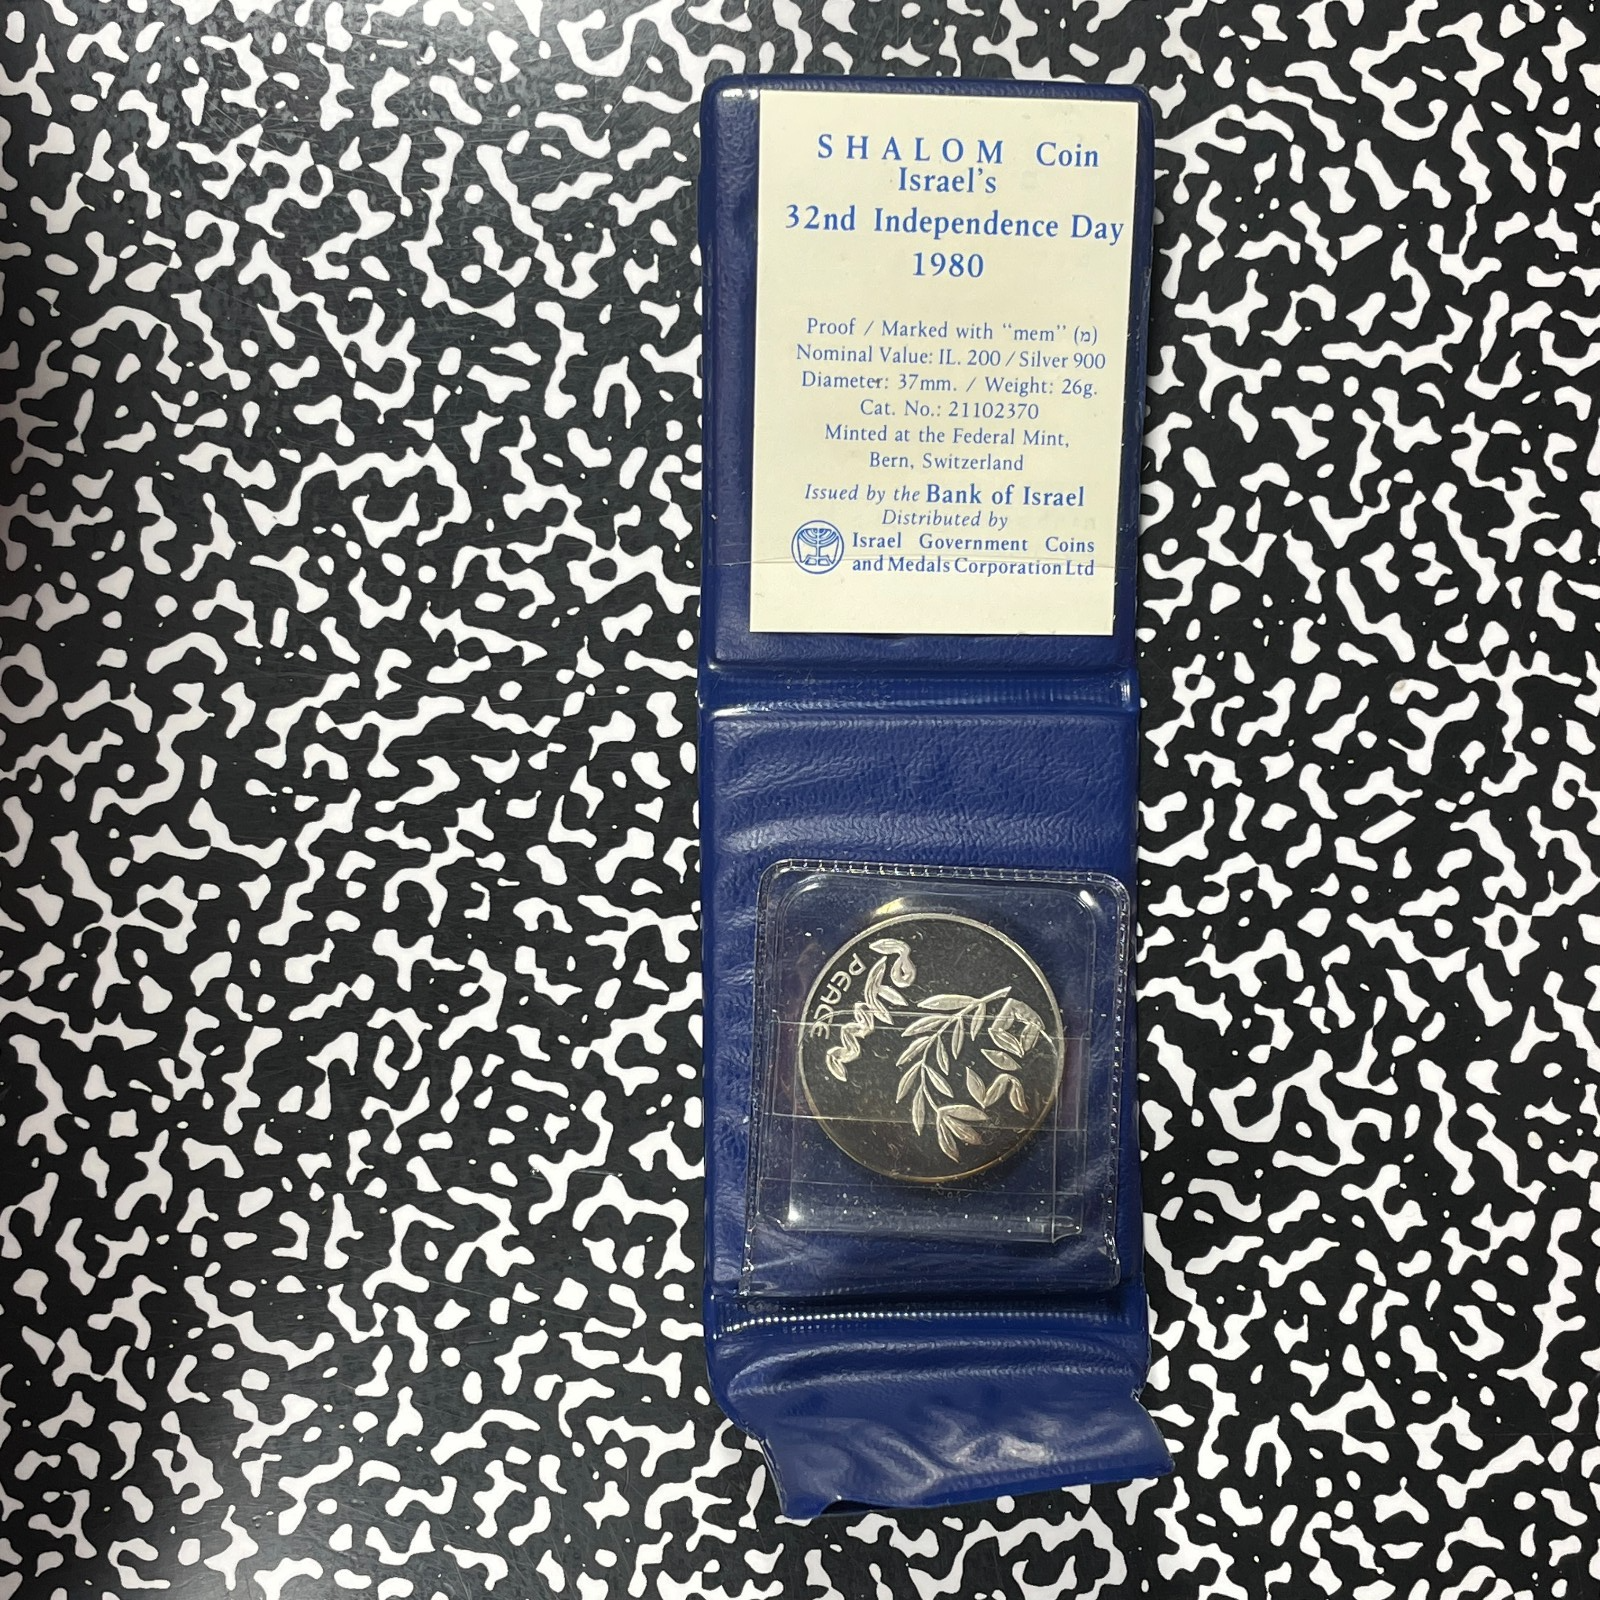 SHALOM Coin
Israel's
32nd Independence Day
1980
Proof / Marked with "mem" (מ)
Nominal Value: IL. 200 / Silver 900
Diameter: 37mm. / Weight: 26g.
Cat. No.: 21102370
Minted at the Federal Mint,
Bern, Switzerland
Issued by the Bank of Israel
Distributed by
Israel Government Coins
and Medals Corporation Ltd
PEACE